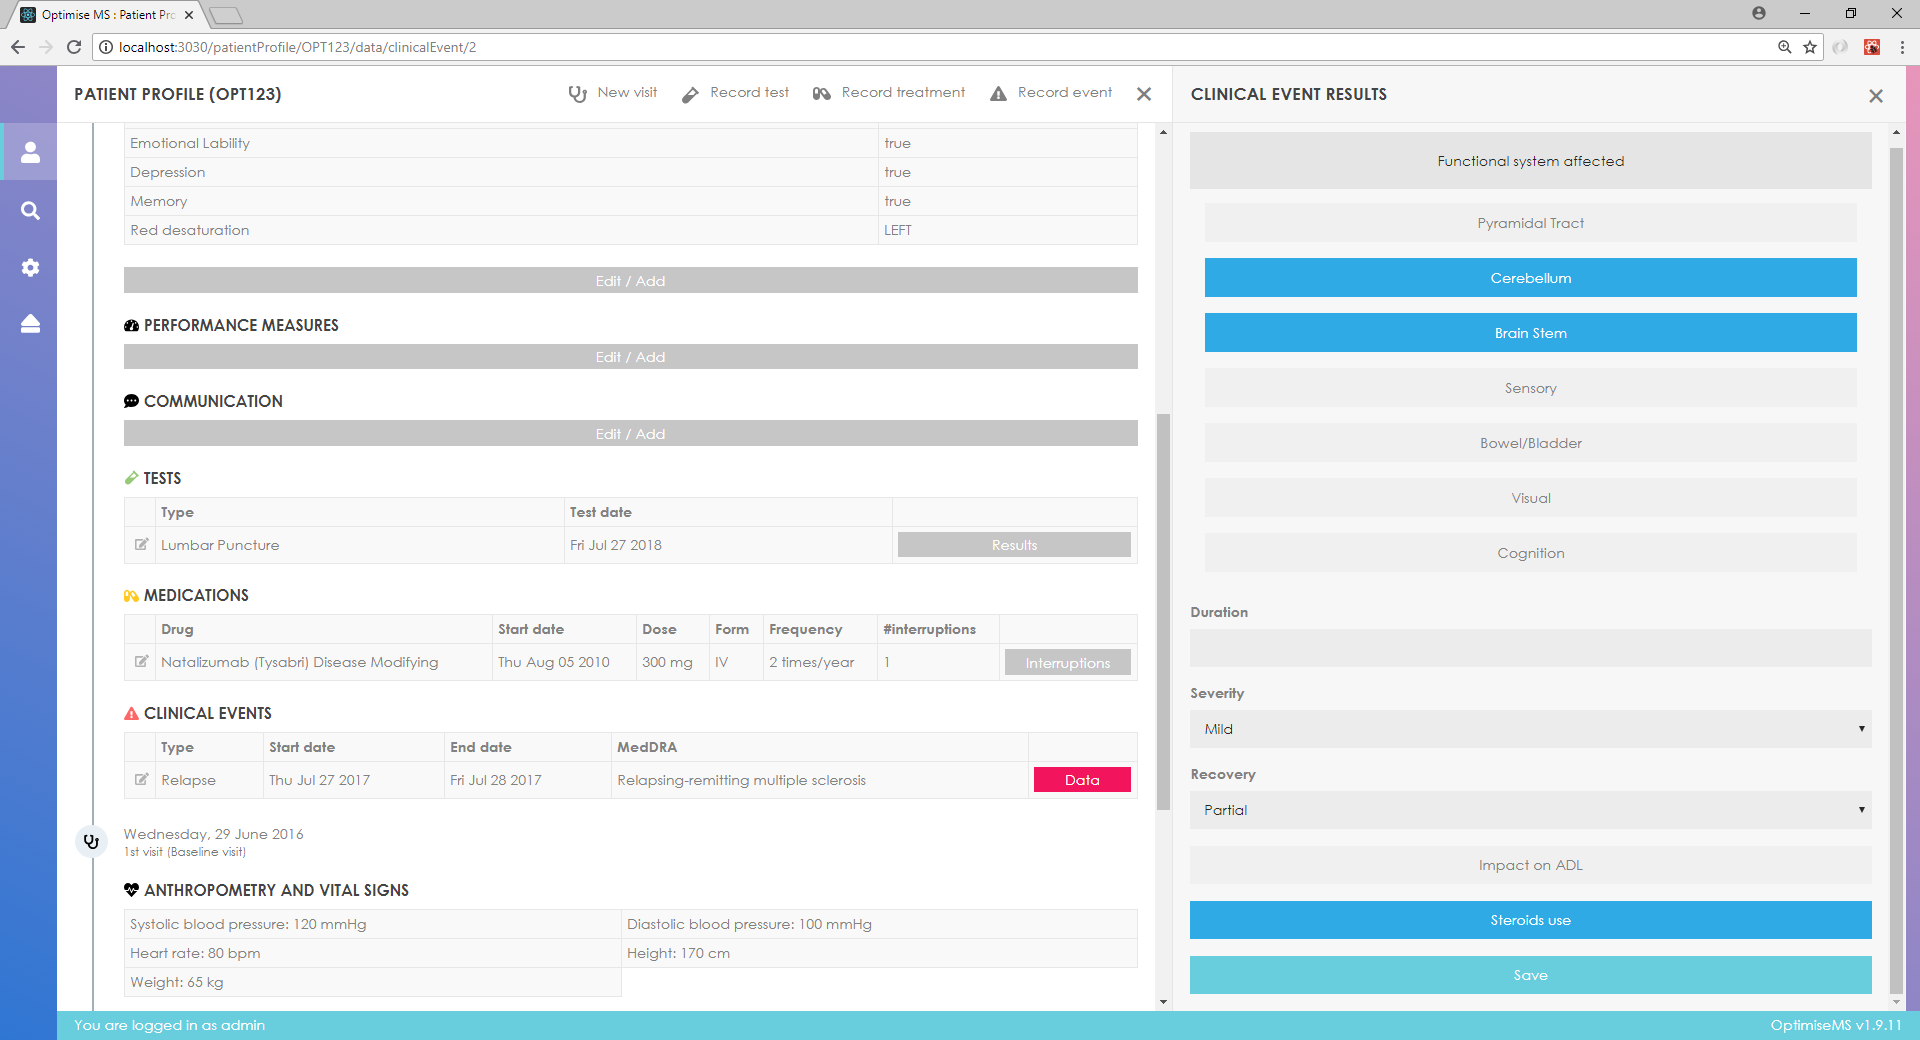 Optimise MS : Patient Pro
localhost:3030/patientProfile/OPT123/data/clinicalEvent/2
PATIENT PROFILE (OPT123)
New visit
Record test
Record treatment
Record event
Emotional Lability true
Depression true
Memory true
Red desaturation LEFT
Edit / Add
PERFORMANCE MEASURES
Edit / Add
COMMUNICATION
Edit / Add
TESTS
Type Test date
Lumbar Puncture Fri Jul 27 2018 Results
MEDICATIONS
Drug Start date Dose Form Frequency #interruptions
Natalizumab (Tysabri) Disease Modifying Thu Aug 05 2010 300 mg IV 2 times/year 1 Interruptions
CLINICAL EVENTS
Type Start date End date MedDRA
Relapse Thu Jul 27 2017 Fri Jul 28 2017 Relapsing-remitting multiple sclerosis Data
Wednesday, 29 June 2016
1st visit (Baseline visit)
ANTHROPOMETRY AND VITAL SIGNS
Systolic blood pressure: 120 mmHg Diastolic blood pressure: 100 mmHg
Heart rate: 80 bpm Height: 170 cm
Weight: 65 kg
CLINICAL EVENT RESULTS
Functional system affected
Pyramidal Tract
Cerebellum
Brain Stem
Sensory
Bowel/Bladder
Visual
Cognition
Duration
Severity
Mild
Recovery
Partial
Impact on ADL
Steroids use
Save
You are logged in as admin
OptimiseMS v1.9.11